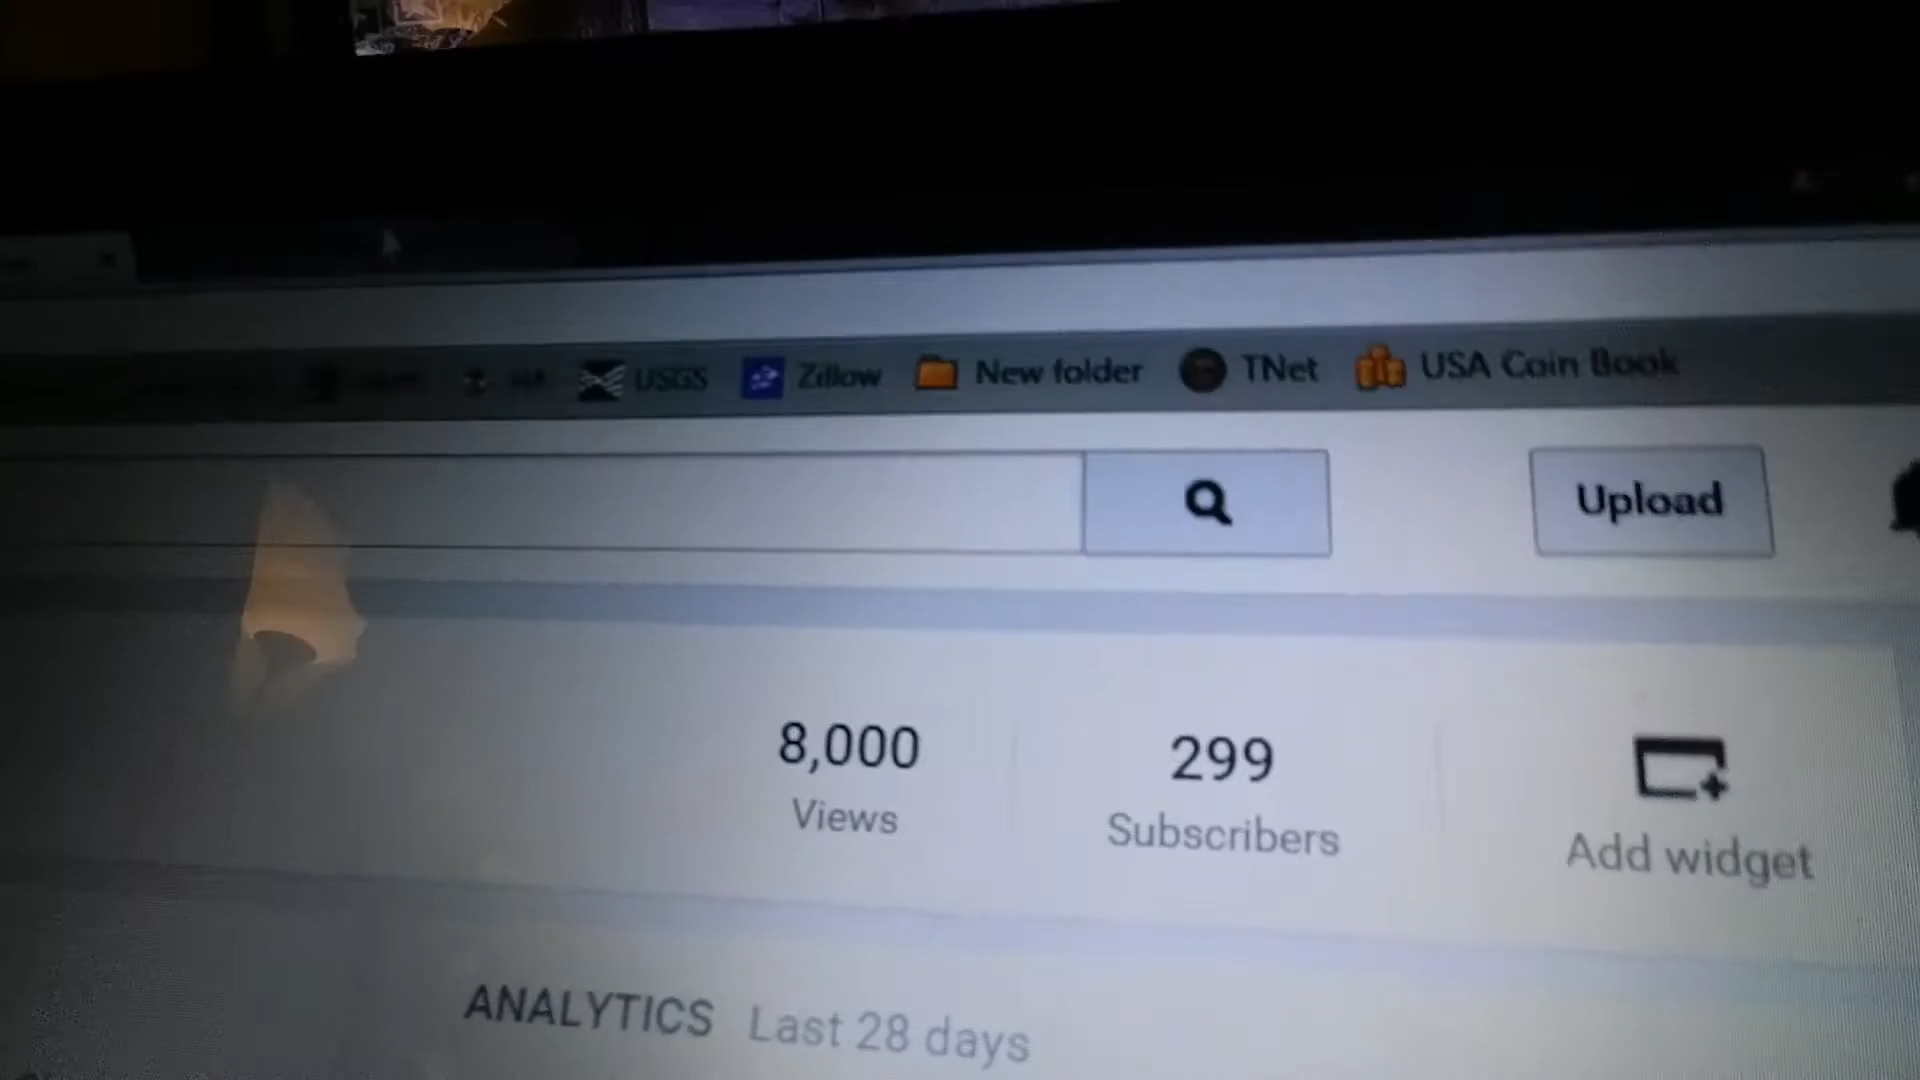 USGS Zillow New folder TNet USA Coin Book
Upload
8,000 299
Views Subscribers Add widget
ANALYTICS Last 28 days